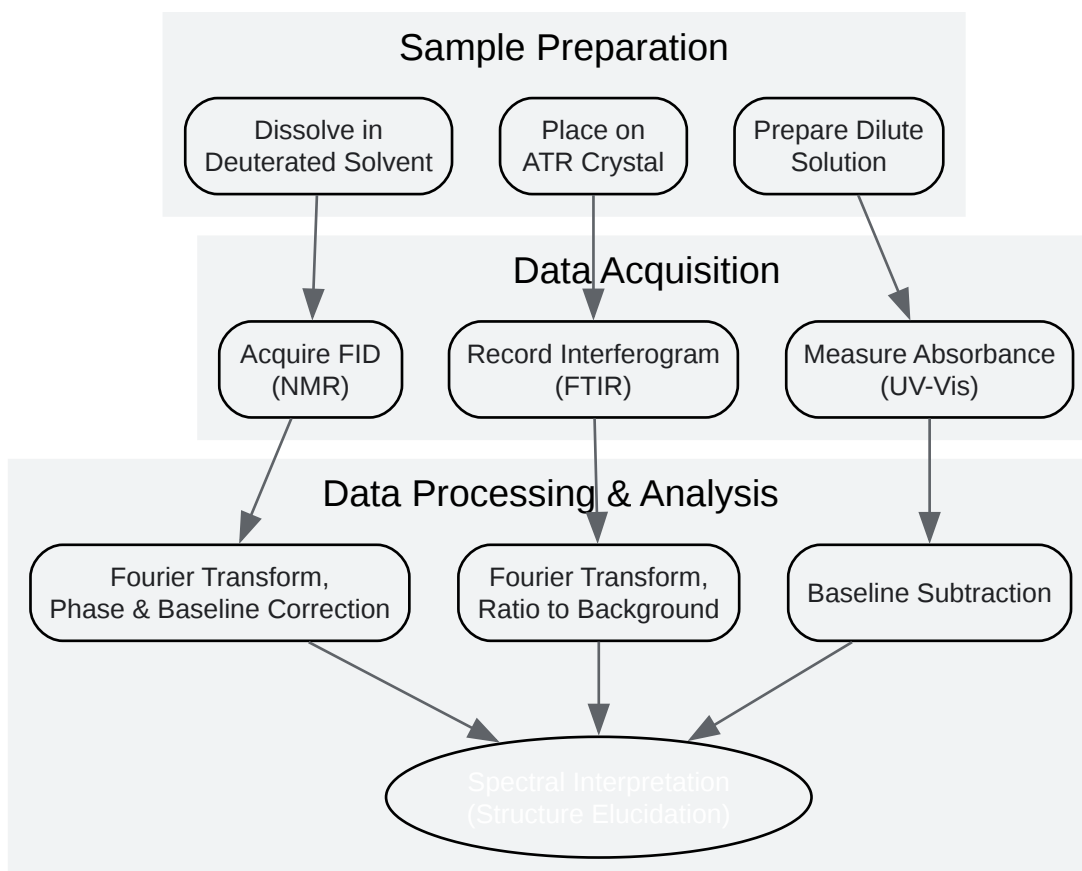 Sample Preparation
Dissolve in
Deuterated Solvent
Place on
ATR Crystal
Prepare Dilute
Solution
Data Acquisition
Acquire FID
(NMR)
Record Interferogram
(FTIR)
Measure Absorbance
(UV-Vis)
Data Processing & Analysis
Fourier Transform,
Phase & Baseline Correction
Fourier Transform,
Ratio to Background
Baseline Subtraction
Spectral Interpretation
(Structure Elucidation)